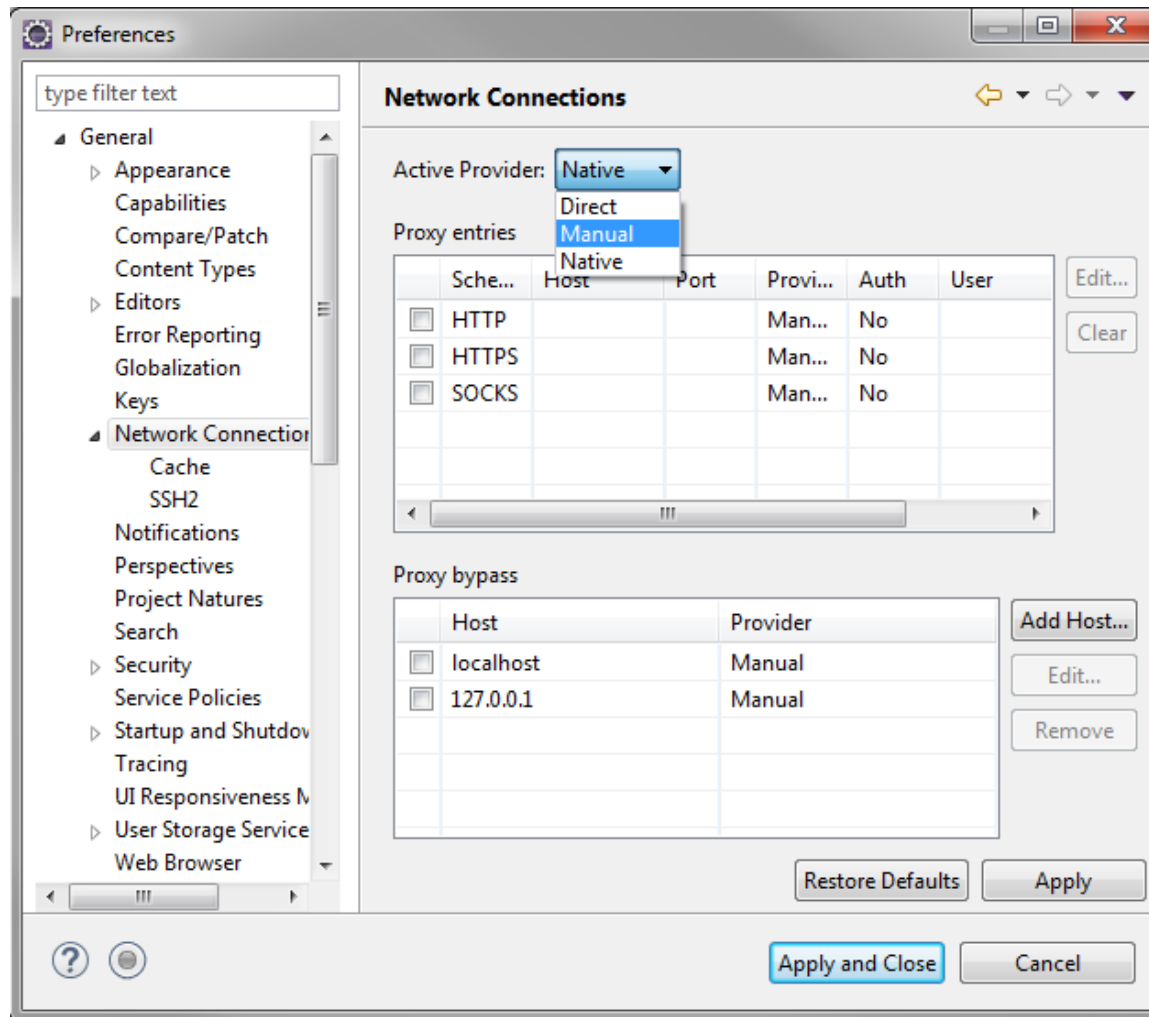 Preferences
type filter text
General
Appearance
Capabilities
Compare/Patch
Content Types
Editors
Error Reporting
Globalization
Keys
Network Connection
Cache
SSH2
Notifications
Perspectives
Project Natures
Search
Security
Service Policies
Startup and Shutdov
Tracing
UI Responsiveness M
User Storage Service
Web Browser
Network Connections
Active Provider: Native
Direct
Manual
Native
Proxy entries
Sche... Host Port Provi... Auth User
HTTP Man... No
HTTPS Man... No
SOCKS Man... No
Edit...
Clear
Proxy bypass
Host Provider
localhost Manual
127.0.0.1 Manual
Add Host...
Edit...
Remove
Restore Defaults Apply
Apply and Close Cancel